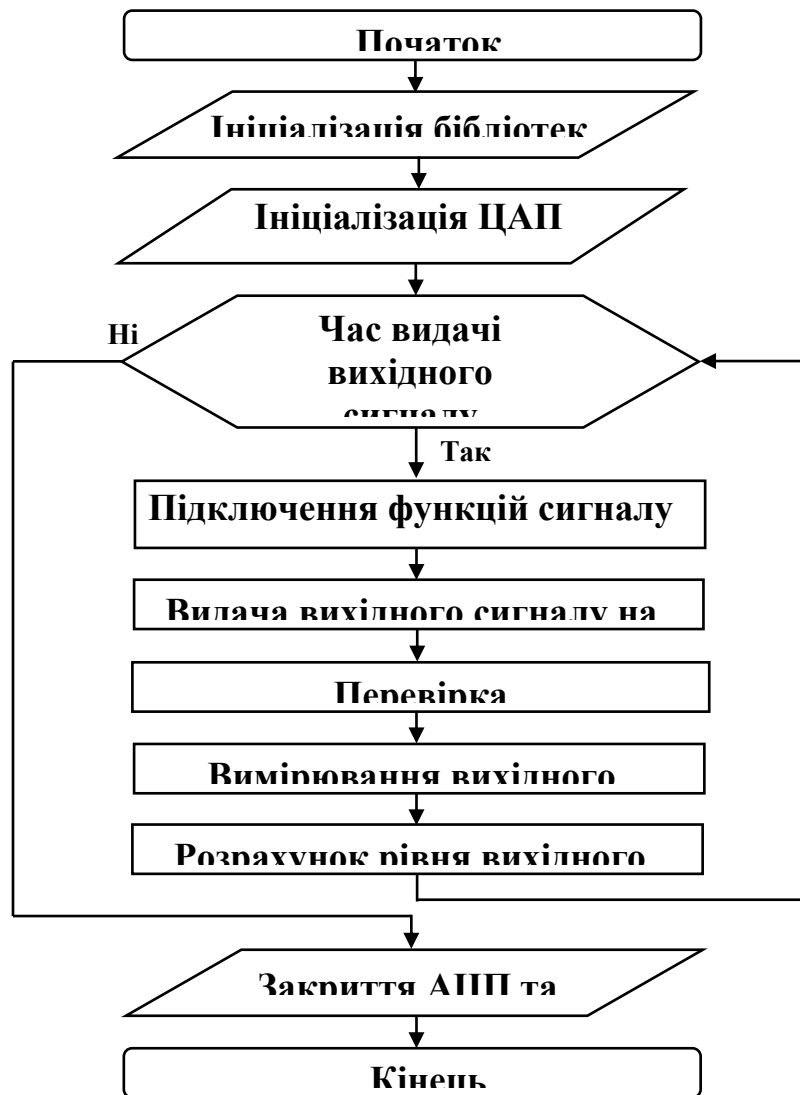 Початок
Ініціалізація бібліотек
Ініціалізація ЦАП
Ні
Час видачі
вихідного
сигналу
Так
Підключення функцій сигналу
Видача вихідного сигналу на
Перевірка
Вимірювання вихідного
Розрахунок рівня вихідного
Закриття АЦП та
Кінець